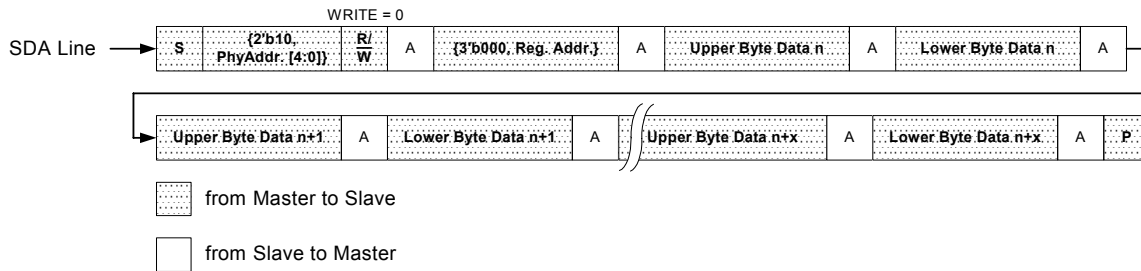 WRITE = 0
SDA Line
S
{2'b10,
PhyAddr. [4:0]}
R/
W
A
{3'b000, Reg. Addr.}
A
Upper Byte Data n
A
Lower Byte Data n
A
Upper Byte Data n+1
A
Lower Byte Data n+1
A
Upper Byte Data n+x
A
Lower Byte Data n+x
A
P
from Master to Slave
from Slave to Master